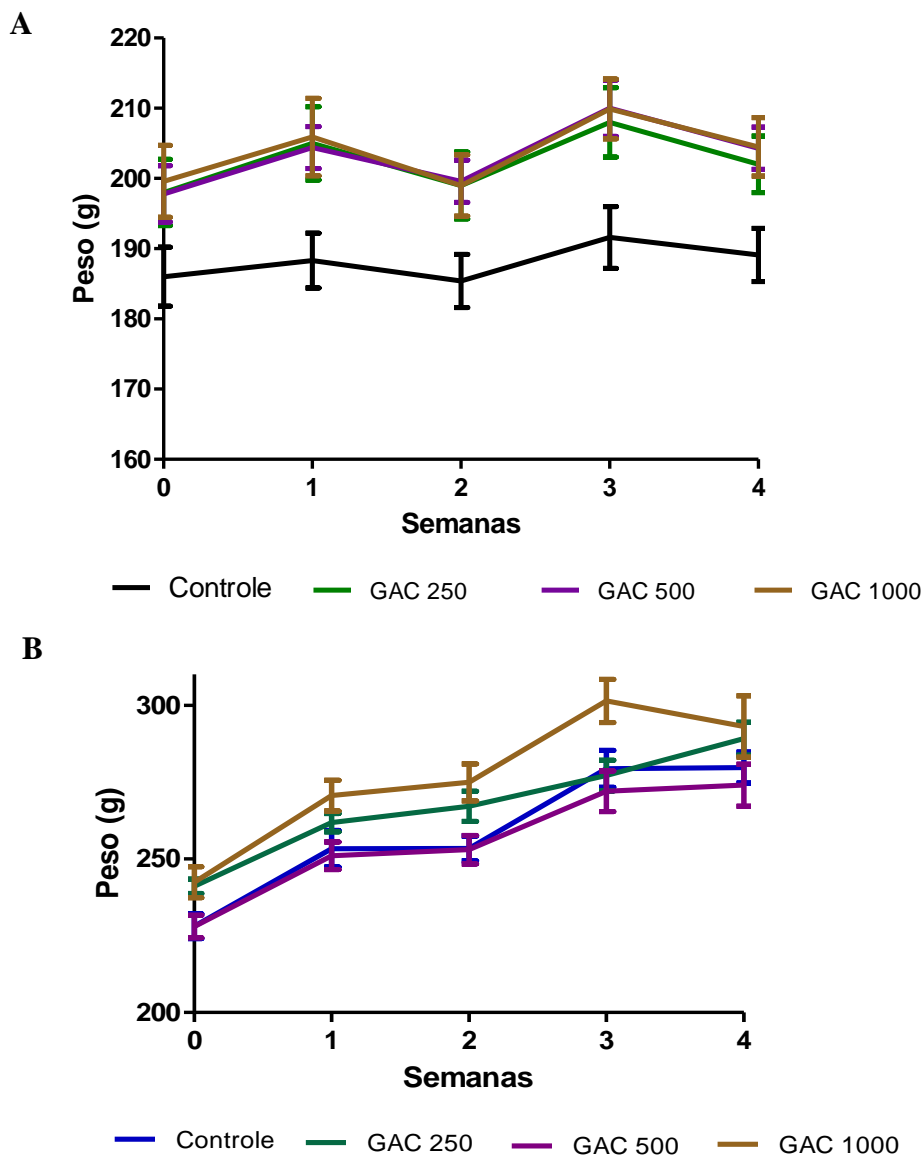 A
Peso (g)
220
210
200
190
180
170
160
0 1 2 3 4
Semanas
Controle GAC 250 GAC 500 GAC 1000
B
Peso (g)
300
250
200
0 1 2 3 4
Semanas
Controle GAC 250 GAC 500 GAC 1000